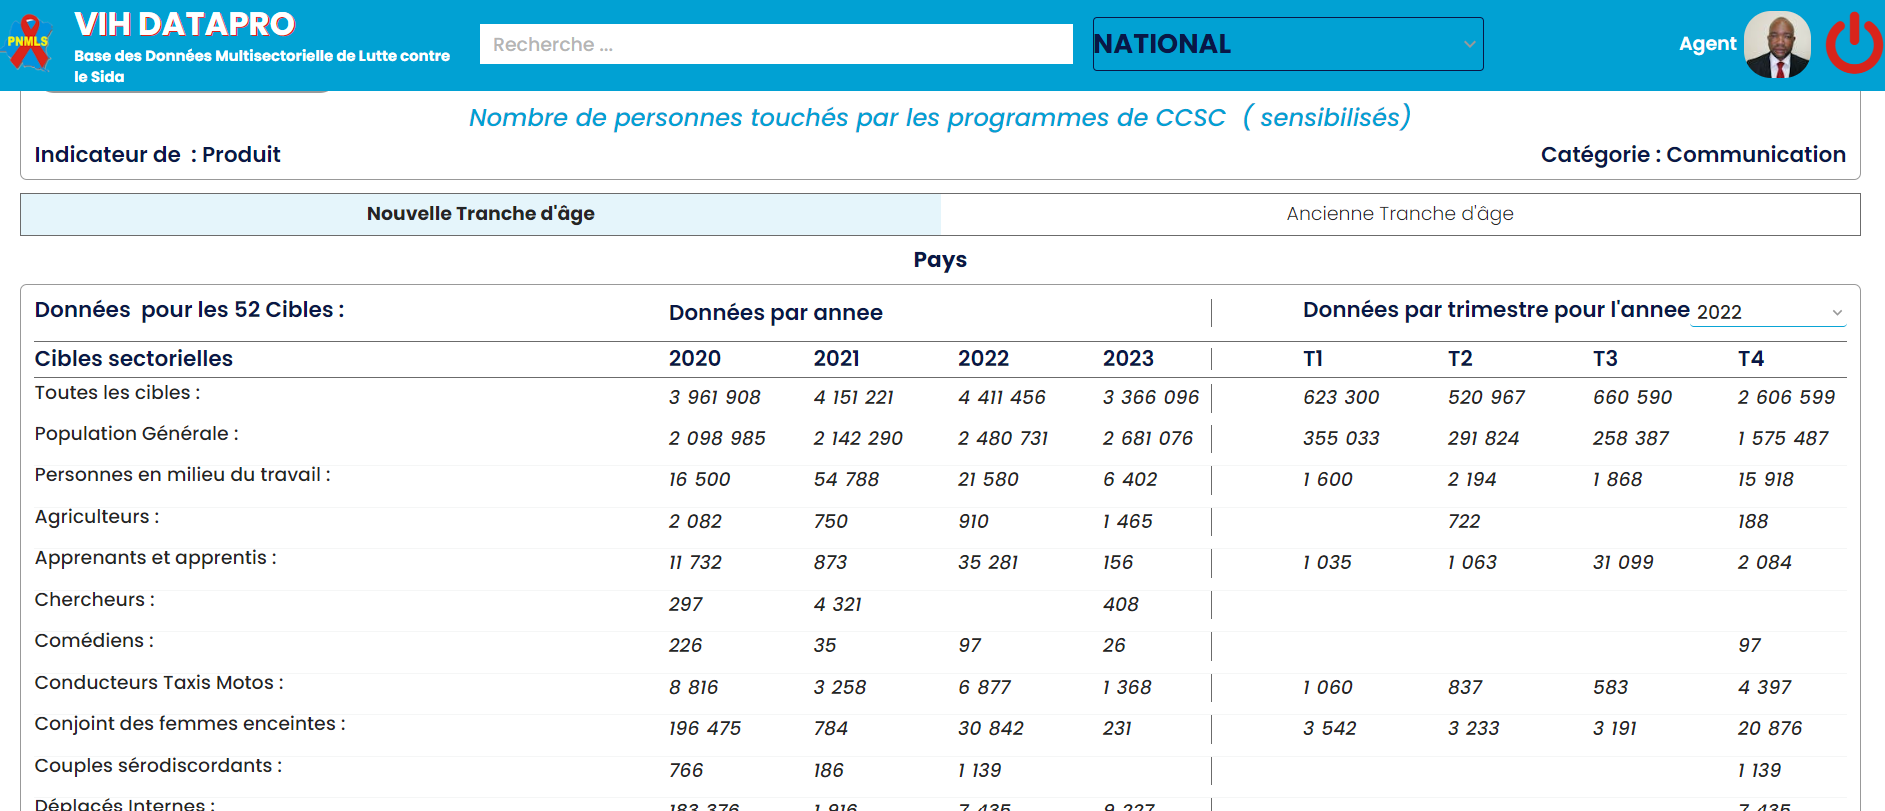 PNMLS
VIH DATAPRO
Base des Données Multisectorielle de Lutte contre
le Sida
Recherche ...
NATIONAL
Agent
Nombre de personnes touchés par les programmes de CCSC ( sensibilisés)
Indicateur de : Produit
Catégorie : Communication
Nouvelle Tranche d'âge
Ancienne Tranche d'âge
Pays
Données pour les 52 Cibles :
Données par annee
Données par trimestre pour l'annee 2022
Cibles sectorielles 2020 2021 2022 2023 T1 T2 T3 T4
Toutes les cibles : 3 961 908 4 151 221 4 411 456 3 366 096 623 300 520 967 660 590 2 606 599
Population Générale : 2 098 985 2 142 290 2 480 731 2 681 076 355 033 291 824 258 387 1 575 487
Personnes en milieu du travail : 16 500 54 788 21 580 6 402 1 600 2 194 1 868 15 918
Agriculteurs : 2 082 750 910 1 465 722 188
Apprenants et apprentis : 11 732 873 35 281 156 1 035 1 063 31 099 2 084
Chercheurs : 297 4 321 408
Comédiens : 226 35 97 26 97
Conducteurs Taxis Motos : 8 816 3 258 6 877 1 368 1 060 837 583 4 397
Conjoint des femmes enceintes : 196 475 784 30 842 231 3 542 3 233 3 191 20 876
Couples sérodiscordants : 766 186 1 139 1 139
Déplacés Internes : 183 376 1 916 7 435 9 227 7 435